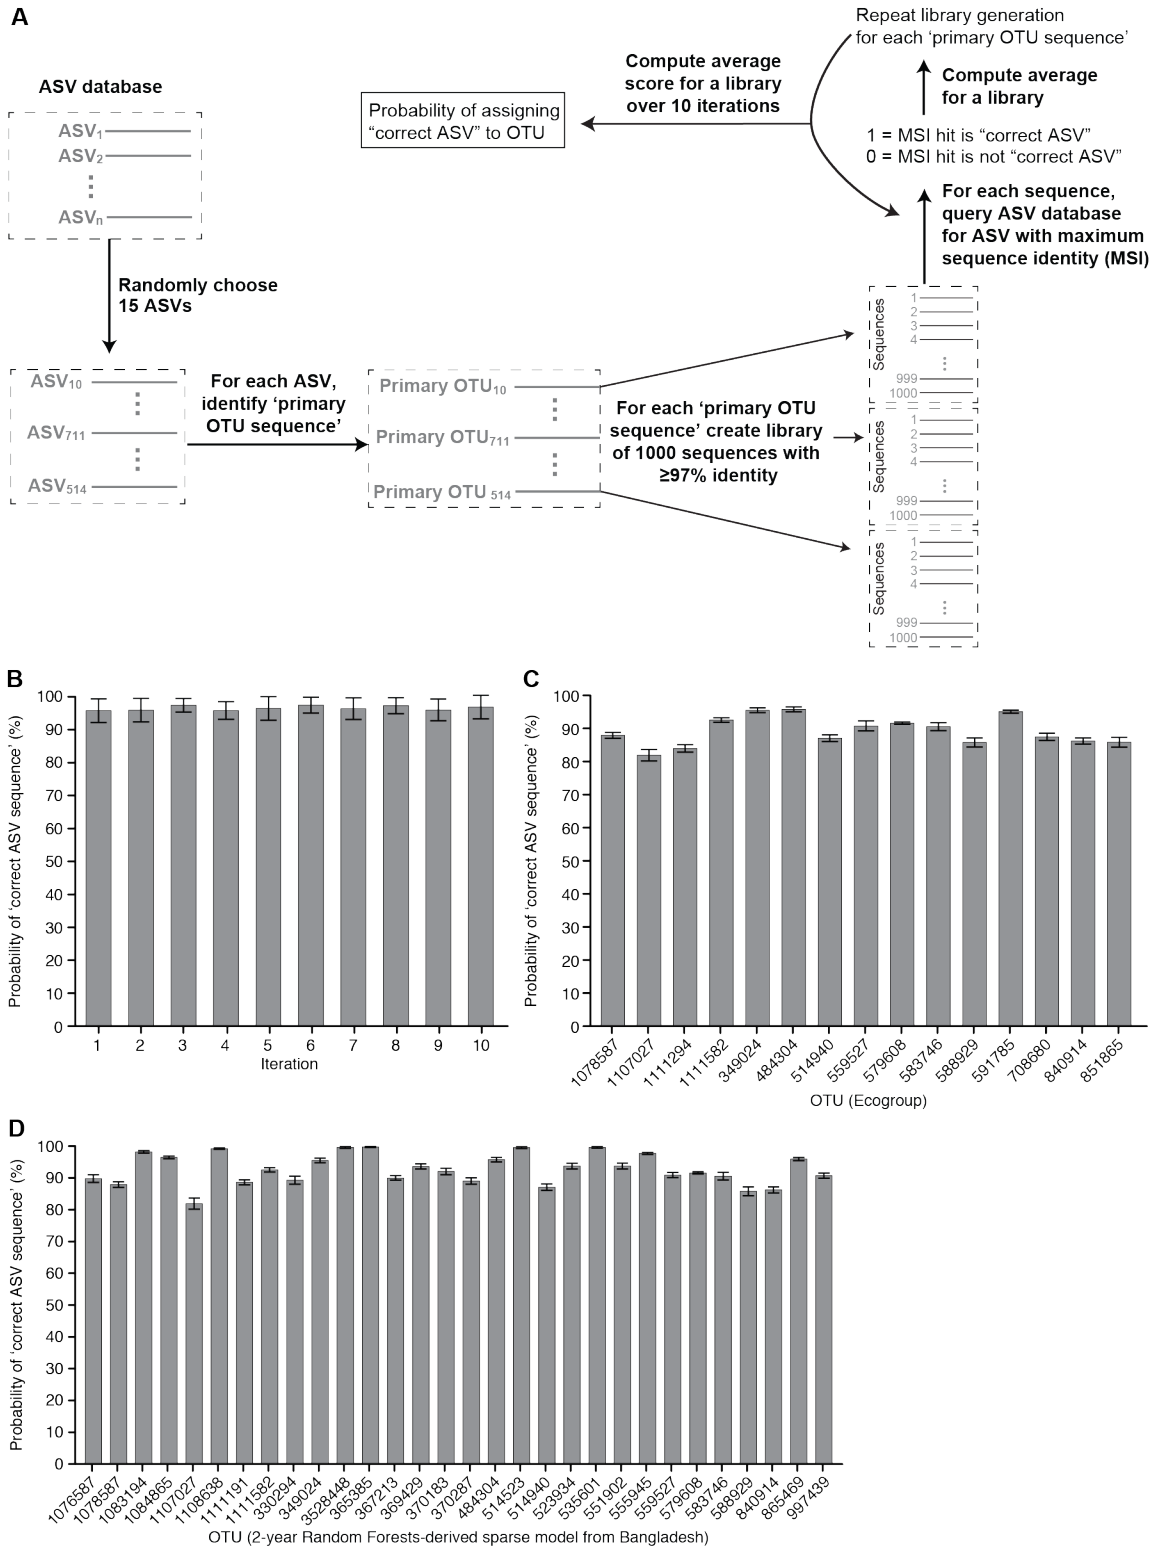 A
ASV database
ASV1
ASV2
ASVn
Randomly choose
15 ASVs
ASV10
ASV711
ASV514
For each ASV,
identify ‘primary
OTU sequence’
Primary OTU10
Primary OTU711
Primary OTU 514
For each ‘primary OTU
sequence’ create library
of 1000 sequences with
≥97% identity
Sequences
1
2
3
4
999
1000
Sequences
1
2
3
4
999
1000
Sequences
1
2
3
4
999
1000
For each sequence,
query ASV database
for ASV with maximum
sequence identity (MSI)
1 = MSI hit is “correct ASV”
0 = MSI hit is not “correct ASV”
Compute average
for a library
Repeat library generation
for each ‘primary OTU sequence’
Compute average
score for a library
over 10 iterations
Probability of assigning
“correct ASV” to OTU
B
Probability of ‘correct ASV sequence’ (%)
100
90
80
70
60
50
40
30
20
10
0
1 2 3 4 5 6 7 8 9 10
Iteration
C
Probability of ‘correct ASV sequence’ (%)
100
90
80
70
60
50
40
30
20
10
0
1078587
1107027
1111294
1111582
349024
484304
514940
559527
579608
583746
588929
591785
708680
840914
851865
OTU (Ecogroup)
D
Probability of ‘correct ASV sequence’ (%)
100
90
80
70
60
50
40
30
20
10
0
1076587
1078587
1083194
1084865
1107027
1108638
1111191
1111582
330294
349024
3528448
365385
367213
369429
370183
370287
484304
514523
514940
523934
535601
551902
555945
559527
579608
583746
588929
840914
865469
997439
OTU (2-year Random Forests-derived sparse model from Bangladesh)